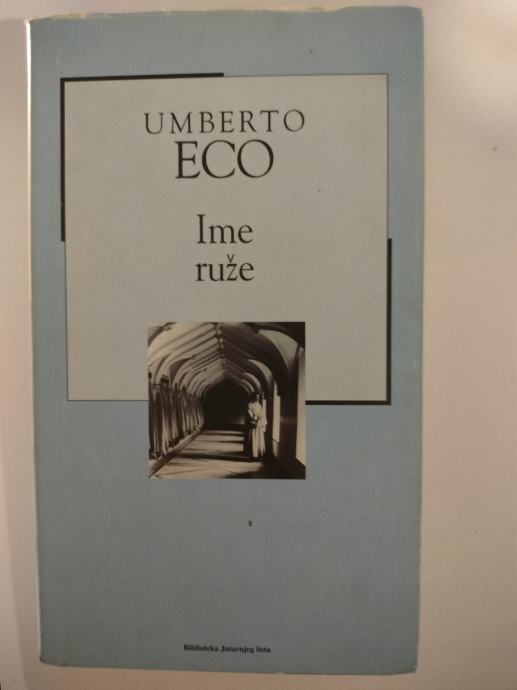 UMBERTO
ECO
Ime
ruže
Biblioteka Jutarnjeg lista